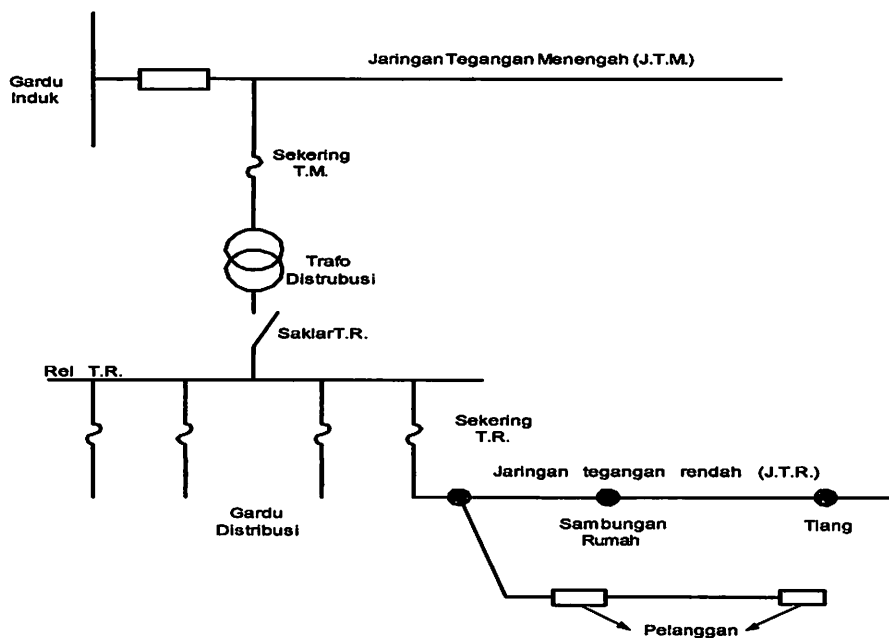 Jaringan Tegangan Menengah (J.T.M.)
Gardu
Induk
Sekering
T.M.
Trafo
Distrubusi
Saklar T.R.
Rel T.R.
Sekering
T.R.
Jaringan tegangan rendah (J.T.R.)
Gardu
Distribusi
Sambungan
Rumah
Tiang
Pelanggan